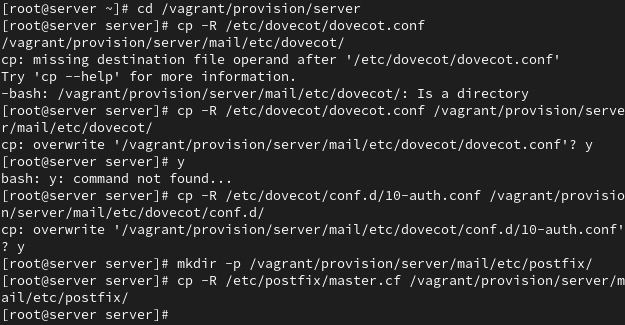 [root@server ~]# cd /vagrant/provision/server
[root@server server]# cp -R /etc/dovecot/dovecot.conf
/vagrant/provision/server/mail/etc/dovecot/
cp: missing destination file operand after '/etc/dovecot/dovecot.conf'
Try 'cp --help' for more information.
-bash: /vagrant/provision/server/mail/etc/dovecot/: Is a directory
[root@server server]# cp -R /etc/dovecot/dovecot.conf /vagrant/provision/serve
r/mail/etc/dovecot/
cp: overwrite '/vagrant/provision/server/mail/etc/dovecot/dovecot.conf'? y
[root@server server]# y
bash: y: command not found...
[root@server server]# cp -R /etc/dovecot/conf.d/10-auth.conf /vagrant/provisio
n/server/mail/etc/dovecot/conf.d/
cp: overwrite '/vagrant/provision/server/mail/etc/dovecot/conf.d/10-auth.conf'
? y
[root@server server]# mkdir -p /vagrant/provision/server/mail/etc/postfix/
[root@server server]# cp -R /etc/postfix/master.cf /vagrant/provision/server/m
ail/etc/postfix/
[root@server server]#